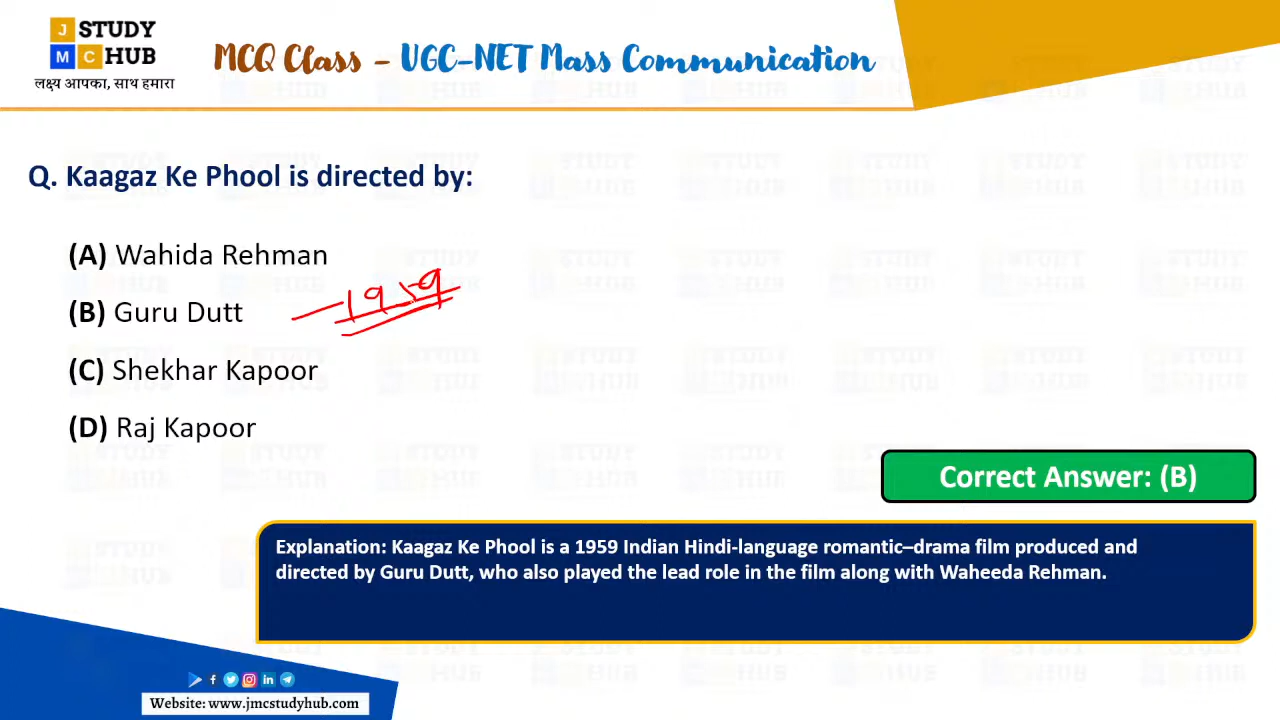 J STUDY
MC HUB
लक्ष्य आपका, साथ हमारा
MCQ Class - UGC-NET Mass Communication
Q. Kaagaz Ke Phool is directed by:
(A) Wahida Rehman
(B) Guru Dutt
1959
(C) Shekhar Kapoor
(D) Raj Kapoor
Correct Answer: (B)
Explanation: Kaagaz Ke Phool is a 1959 Indian Hindi-language romantic–drama film produced and
directed by Guru Dutt, who also played the lead role in the film along with Waheeda Rehman.
Website: www.jmcstudyhub.com